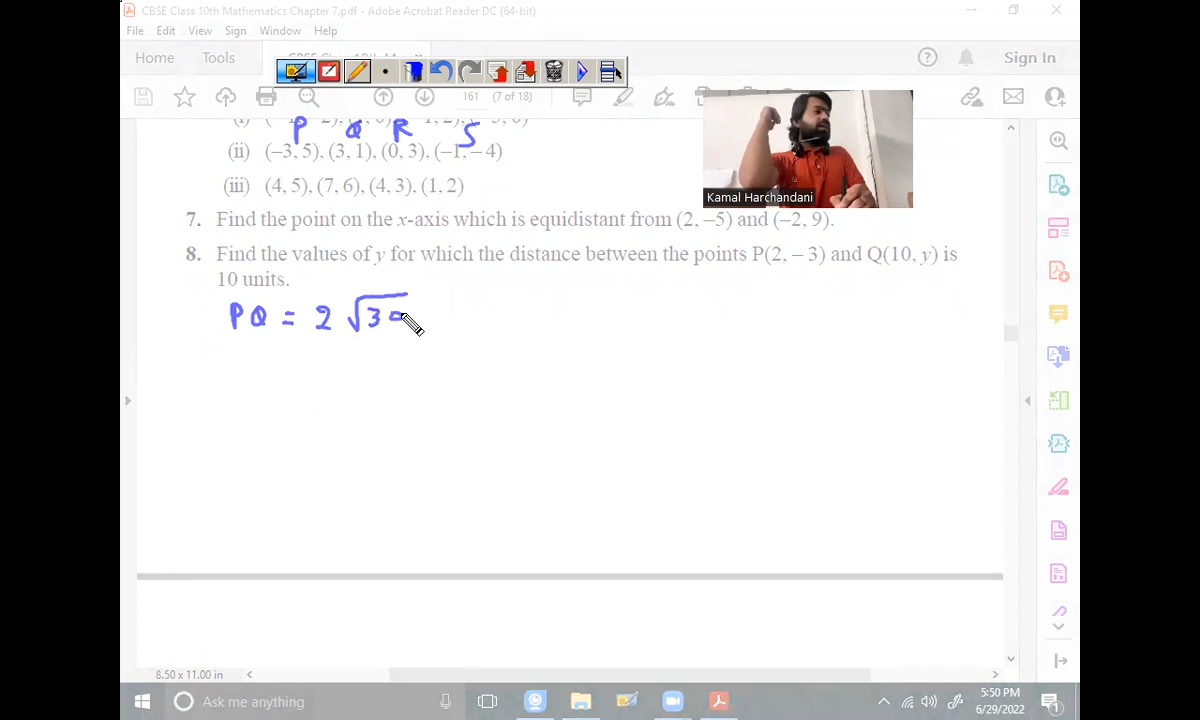 CBSE Class 10th Mathematics Chapter 7.pdf - Adobe Acrobat Reader DC (64-bit)
File Edit View Sign Window Help
Home Tools Sign In
161 (7 of 18)
P Q R S
(ii) (–3, 5), (3, 1), (0, 3), (–1, – 4)
(iii) (4, 5), (7, 6), (4, 3), (1, 2)
Kamal Harchandani
7. Find the point on the x-axis which is equidistant from (2, –5) and (–2, 9).
8. Find the values of y for which the distance between the points P(2, – 3) and Q(10, y) is
10 units.
PQ = 2 √3
8.50 x 11.00 in
Ask me anything
5:50 PM
6/29/2022